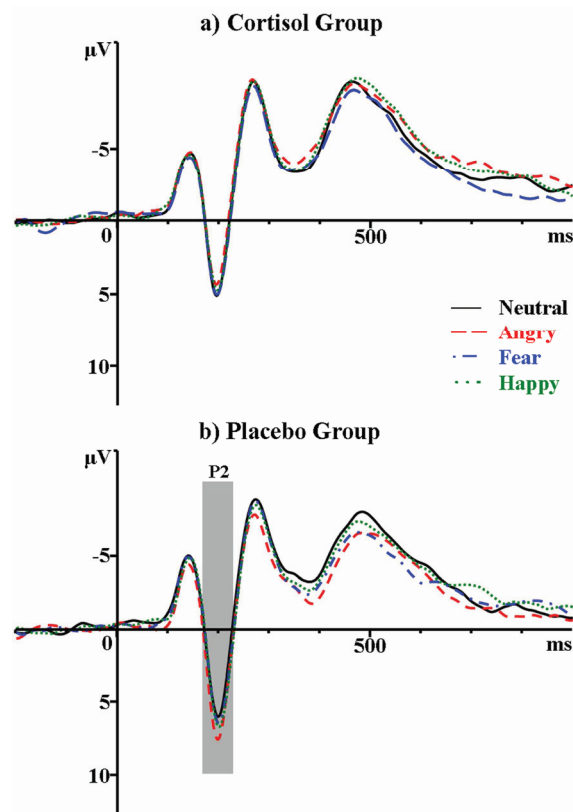 a) Cortisol Group
µV
-5
0
500
ms
5
10
Neutral
Angry
Fear
Happy
b) Placebo Group
µV
P2
-5
0
500
ms
5
10